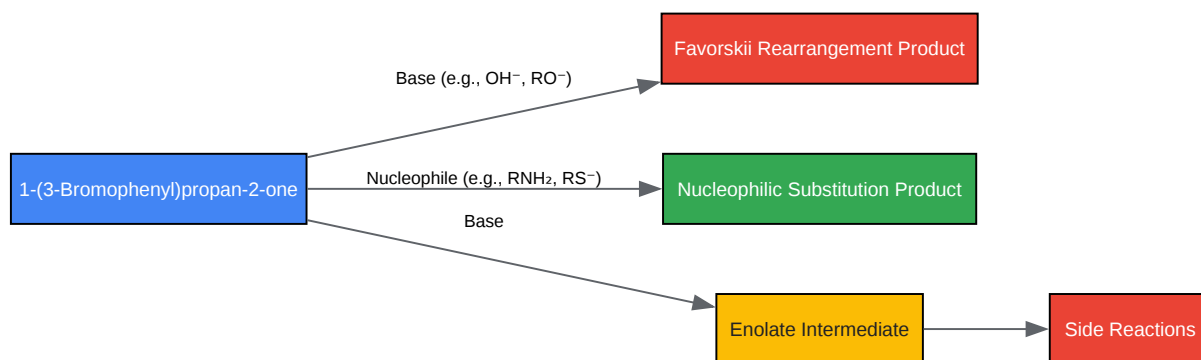 Favorskii Rearrangement Product
Base (e.g., OH⁻, RO⁻)
1-(3-Bromophenyl)propan-2-one
Nucleophile (e.g., RNH₂, RS⁻)
Nucleophilic Substitution Product
Base
Enolate Intermediate
Side Reactions